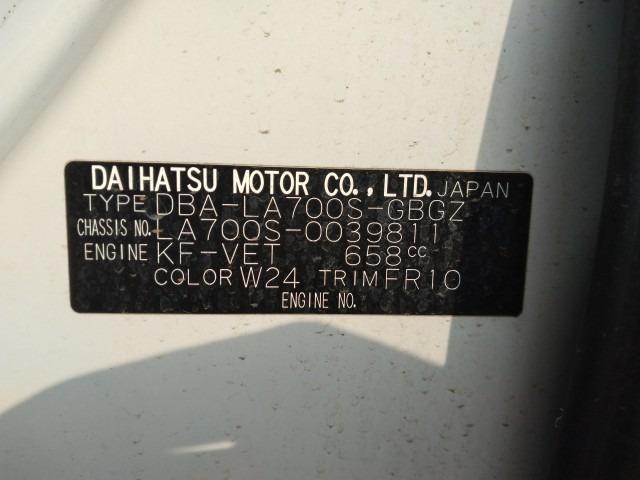 DAIHATSU MOTOR CO., LTD. JAPAN
TYPE DBA-LA700S-GBGZ
CHASSIS NO. LA700S-0039811
ENGINE KF-VET 658cc
COLOR W24 TRIM FR10
ENGINE NO.